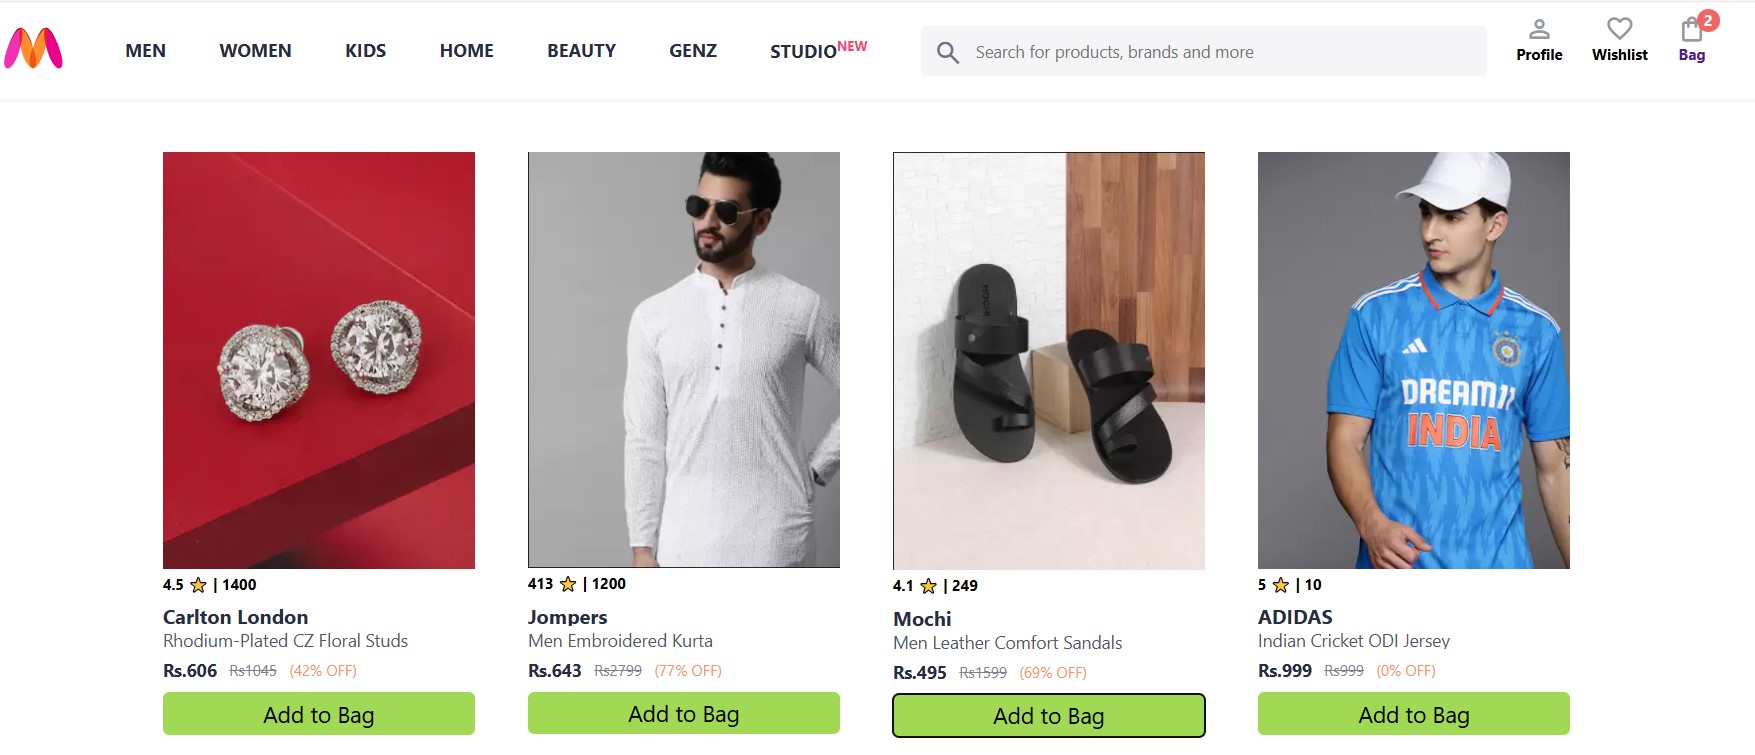 MEN WOMEN KIDS HOME BEAUTY GENZ STUDIO NEW Search for products, brands and more Profile Wishlist Bag 2
MOCHI
DREAM11
INDIA
4.5 ⭐ | 1400
Carlton London
Rhodium-Plated CZ Floral Studs
Rs.606 Rs1045 (42% OFF)
Add to Bag
413 ⭐ | 1200
Jompers
Men Embroidered Kurta
Rs.643 Rs2799 (77% OFF)
Add to Bag
4.1 ⭐ | 249
Mochi
Men Leather Comfort Sandals
Rs.495 Rs1599 (69% OFF)
Add to Bag
5 ⭐ | 10
ADIDAS
Indian Cricket ODI Jersey
Rs.999 Rs999 (0% OFF)
Add to Bag